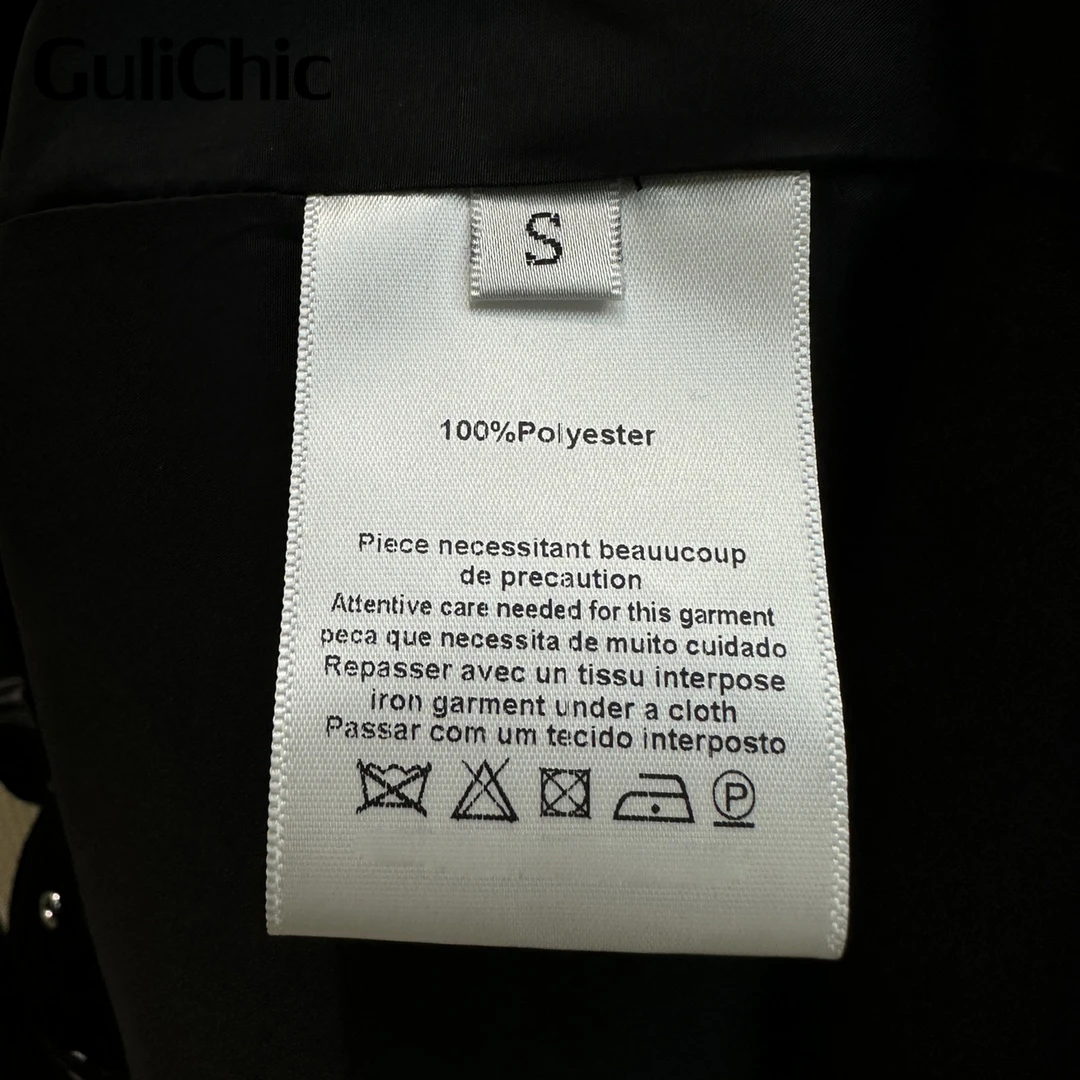 GuliChic
S
100%Polyester
Piece necessitant beauucoup
de precaution
Attentive care needed for this garment
peca que necessita de muito cuidado
Repasser avec un tissu interpose
iron garment under a cloth
Passar com um tecido interposto
P